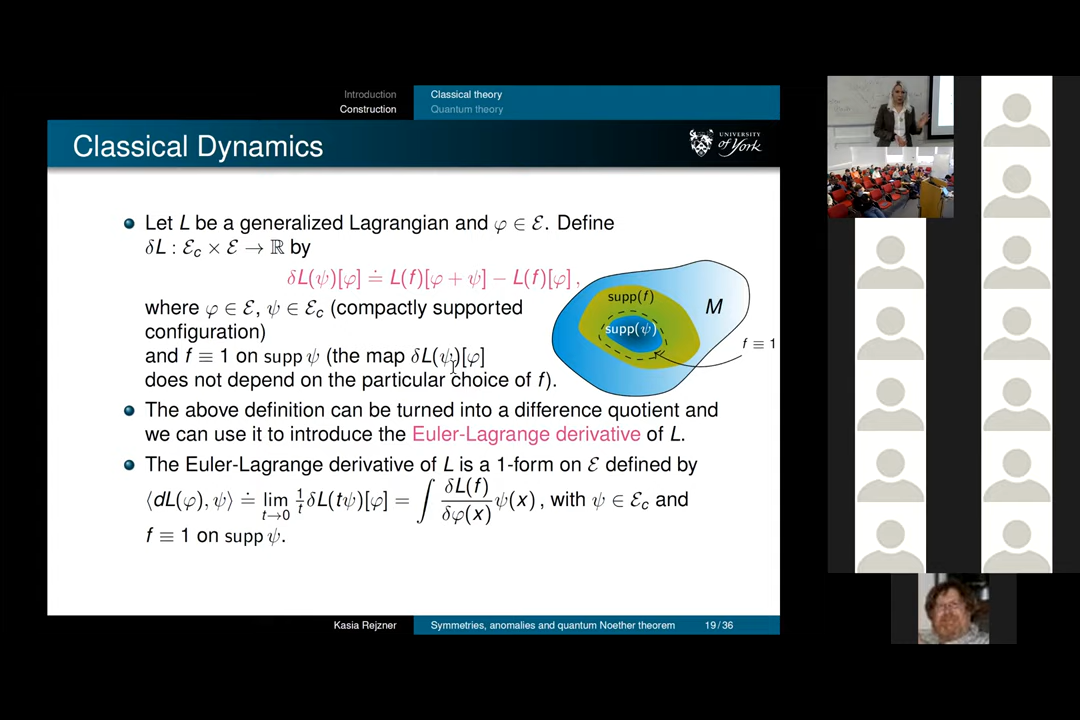 Introduction
Construction
Classical theory
Quantum theory
Classical Dynamics
UNIVERSITY
of York
Let L be a generalized Lagrangian and φ ∈ ℰ. Define
δL : ℰc × ℰ → ℝ by
δL(ψ)[φ] ≐ L(f)[φ + ψ] − L(f)[φ] ,
where φ ∈ ℰ, ψ ∈ ℰc (compactly supported
configuration)
and f ≡ 1 on supp ψ (the map δL(ψ)[φ]
does not depend on the particular choice of f).
supp(f)
supp(ψ)
M
f ≡ 1
The above definition can be turned into a difference quotient and
we can use it to introduce the Euler-Lagrange derivative of L.
The Euler-Lagrange derivative of L is a 1-form on ℰ defined by
⟨dL(φ), ψ⟩ ≐ lim t→0 1/t δL(tψ)[φ] = ∫ δL(f)/δφ(x) ψ(x) , with ψ ∈ ℰc and
f ≡ 1 on supp ψ.
Kasia Rejzner
Symmetries, anomalies and quantum Noether theorem
19 / 36